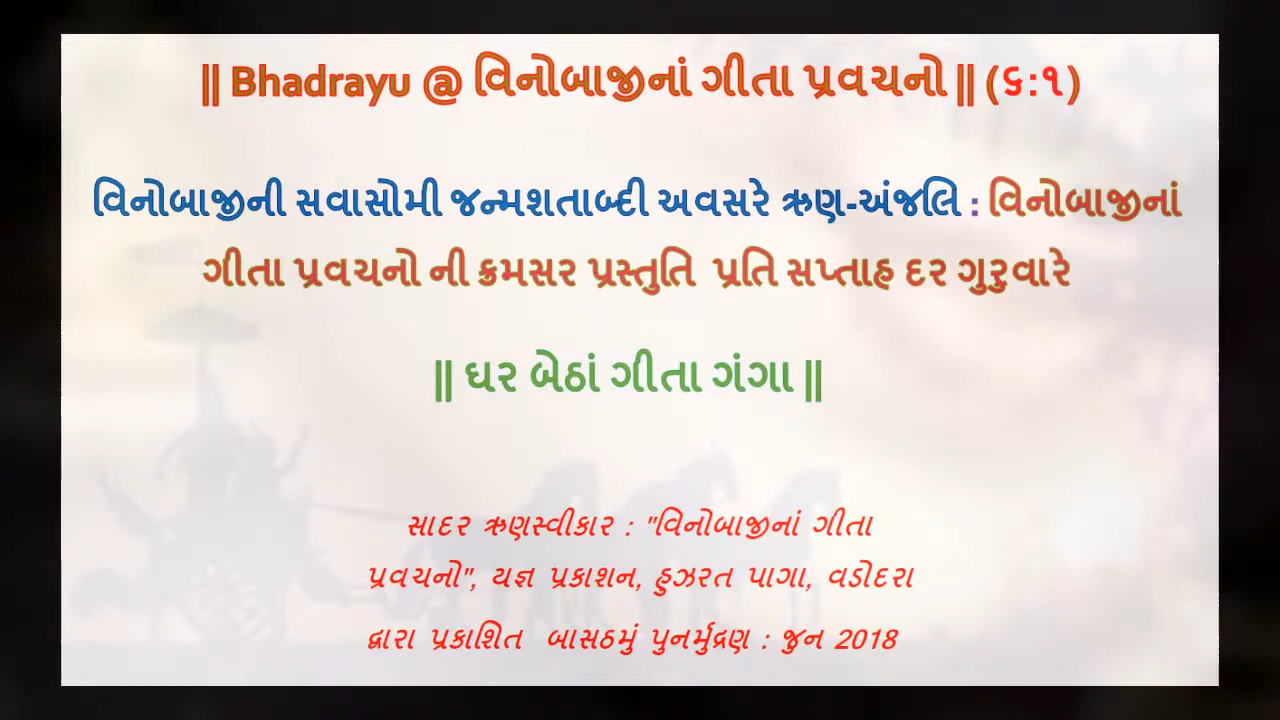 || Bhadrayu @ વિનોબાજીનાં ગીતા પ્રવચનો || (૬:૧)
વિનોબાજીની સવાસોમી જન્મશતાબ્દી અવસરે ઋણ-અંજલિ : વિનોબાજીનાં
ગીતા પ્રવચનો ની ક્રમસર પ્રસ્તુતિ પ્રતિ સપ્તાહ દર ગુરુવારે
|| ઘર બેઠાં ગીતા ગંગા ||
સાદર ઋણસ્વીકાર : "વિનોબાજીનાં ગીતા
પ્રવચનો", યજ્ઞ પ્રકાશન, હુઝરત પાગા, વડોદરા
દ્વારા પ્રકાશિત બાસઠમું પુનર્મુદ્રણ : જુન 2018